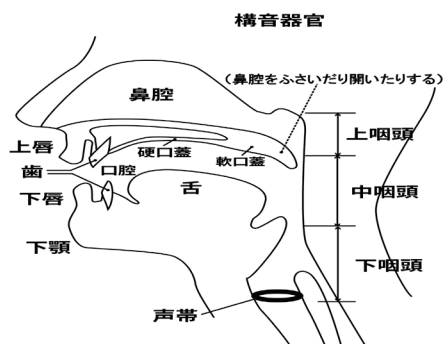 構音器官
(鼻腔をふさいだり開いたりする)
鼻腔
上咽頭
上唇
硬口蓋
軟口蓋
歯
口腔
舌
中咽頭
下唇
下顎
下咽頭
声帯